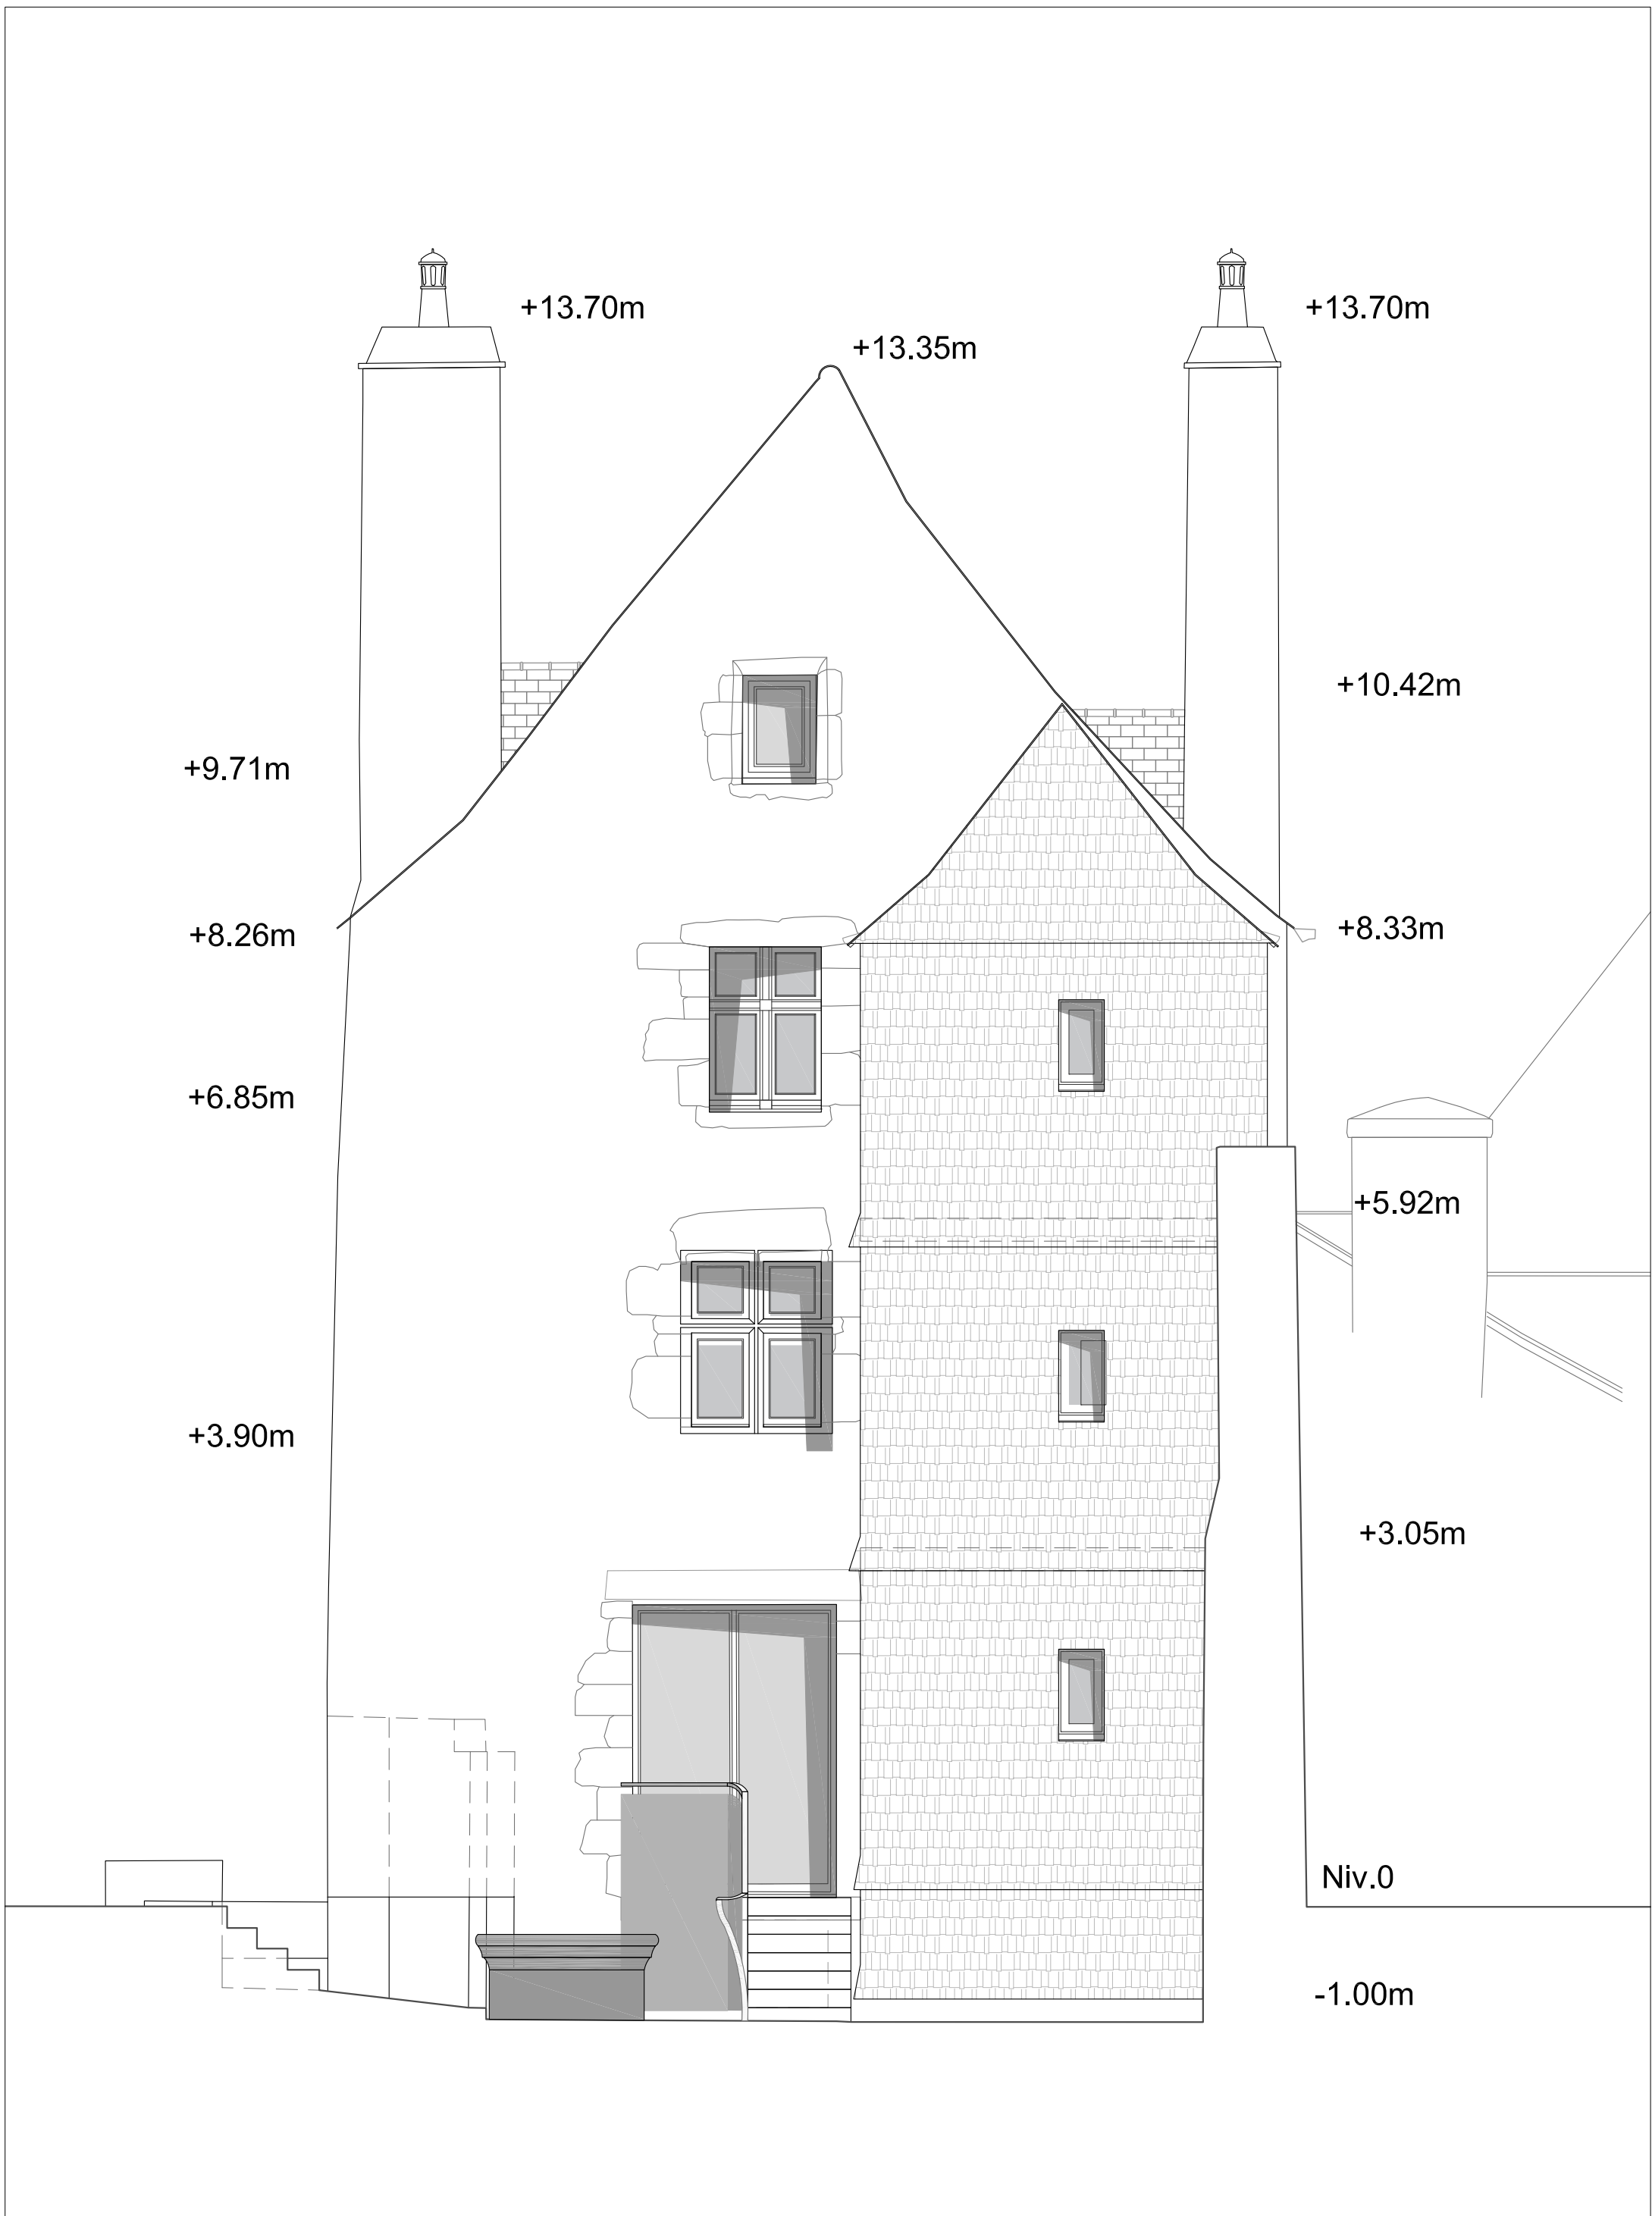 +13.70m
+13.70m
+13.35m
+10.42m
+9.71m
+8.33m
+8.26m
+6.85m
+5.92m
+3.90m
+3.05m
Niv.0
-1.00m